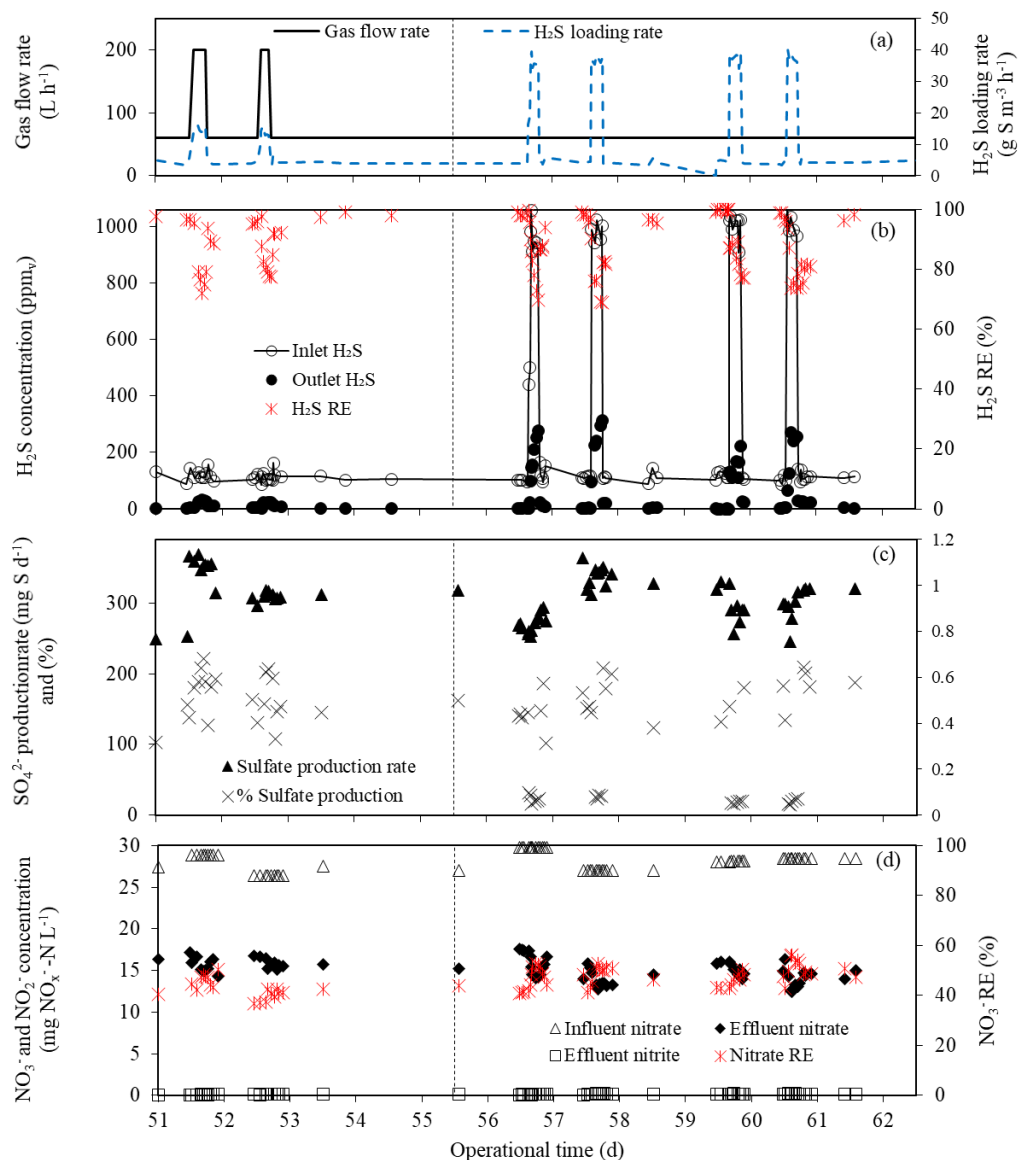 Gas flow rate
H₂S loading rate
(a)
Gas flow rate
(L h⁻¹)
200
100
0
50
40
30
20
10
0
H₂S loading rate
(g S m⁻³ h⁻¹)
(b)
H₂S concentration (ppmᵥ)
1000
800
600
400
200
0
Inlet H₂S
Outlet H₂S
H₂S RE
100
80
60
40
20
0
H₂S RE (%)
(c)
SO₄²⁻ productionrate (mg S d⁻¹)
and (%)
300
200
100
0
Sulfate production rate
% Sulfate production
1.2
1
0.8
0.6
0.4
0.2
0
(d)
NO₃⁻ and NO₂⁻ concentration
(mg NOₓ⁻-N L⁻¹)
30
25
20
15
10
5
0
Influent nitrate
Effluent nitrate
Effluent nitrite
Nitrate RE
100
80
60
40
20
0
NO₃⁻ RE (%)
51 52 53 54 55 56 57 58 59 60 61 62
Operational time (d)